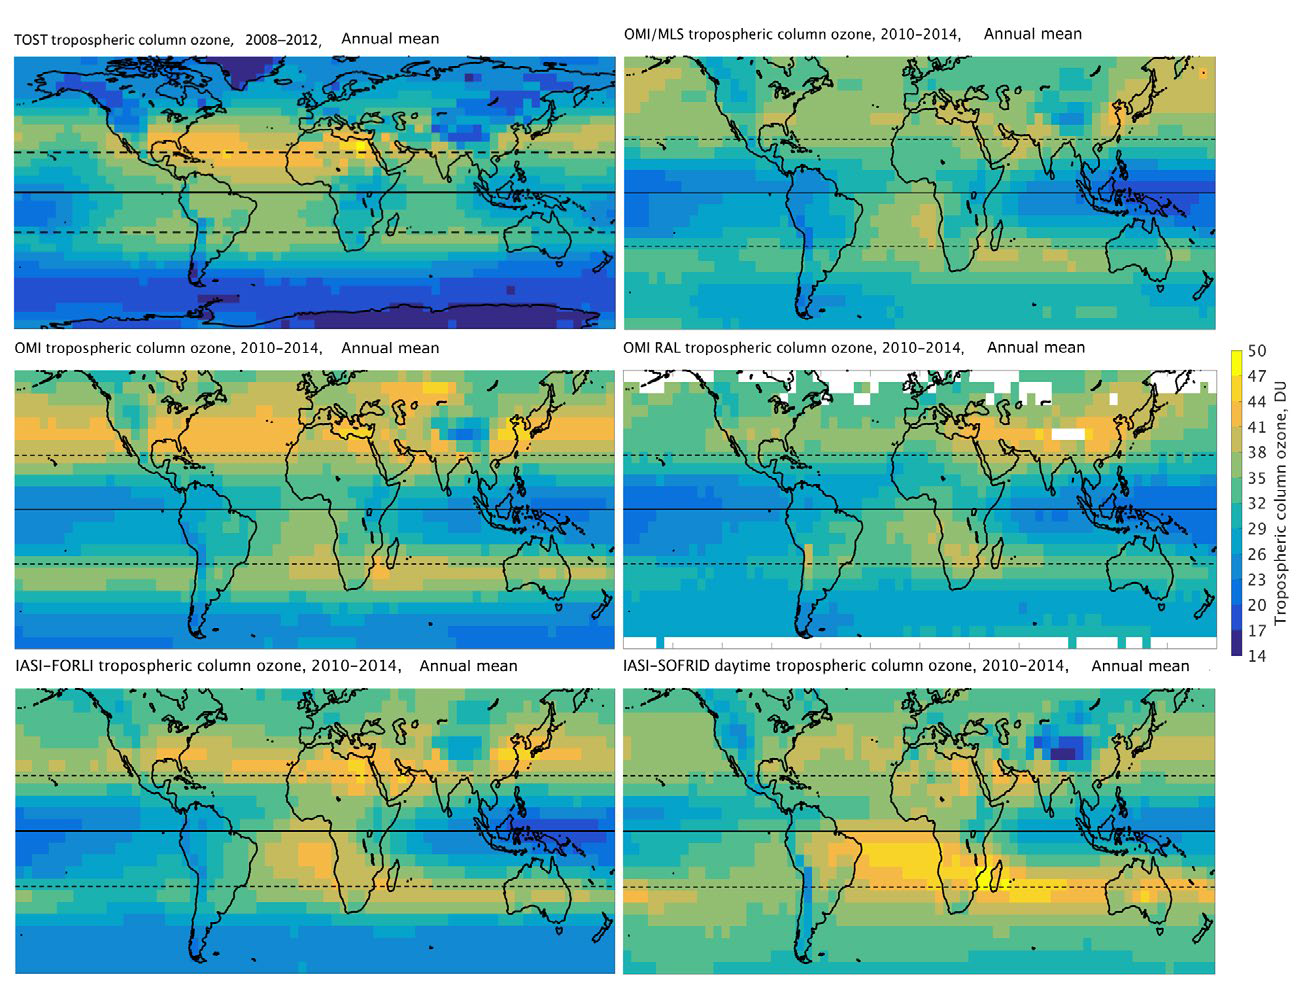 TOST tropospheric column ozone, 2008–2012, Annual mean
OMI/MLS tropospheric column ozone, 2010–2014, Annual mean
OMI tropospheric column ozone, 2010–2014, Annual mean
OMI RAL tropospheric column ozone, 2010–2014, Annual mean
IASI–FORLI tropospheric column ozone, 2010–2014, Annual mean
IASI–SOFRID daytime tropospheric column ozone, 2010–2014, Annual mean
50
47
44
41
38
35
32
29
26
23
20
17
14
Tropospheric column ozone, DU